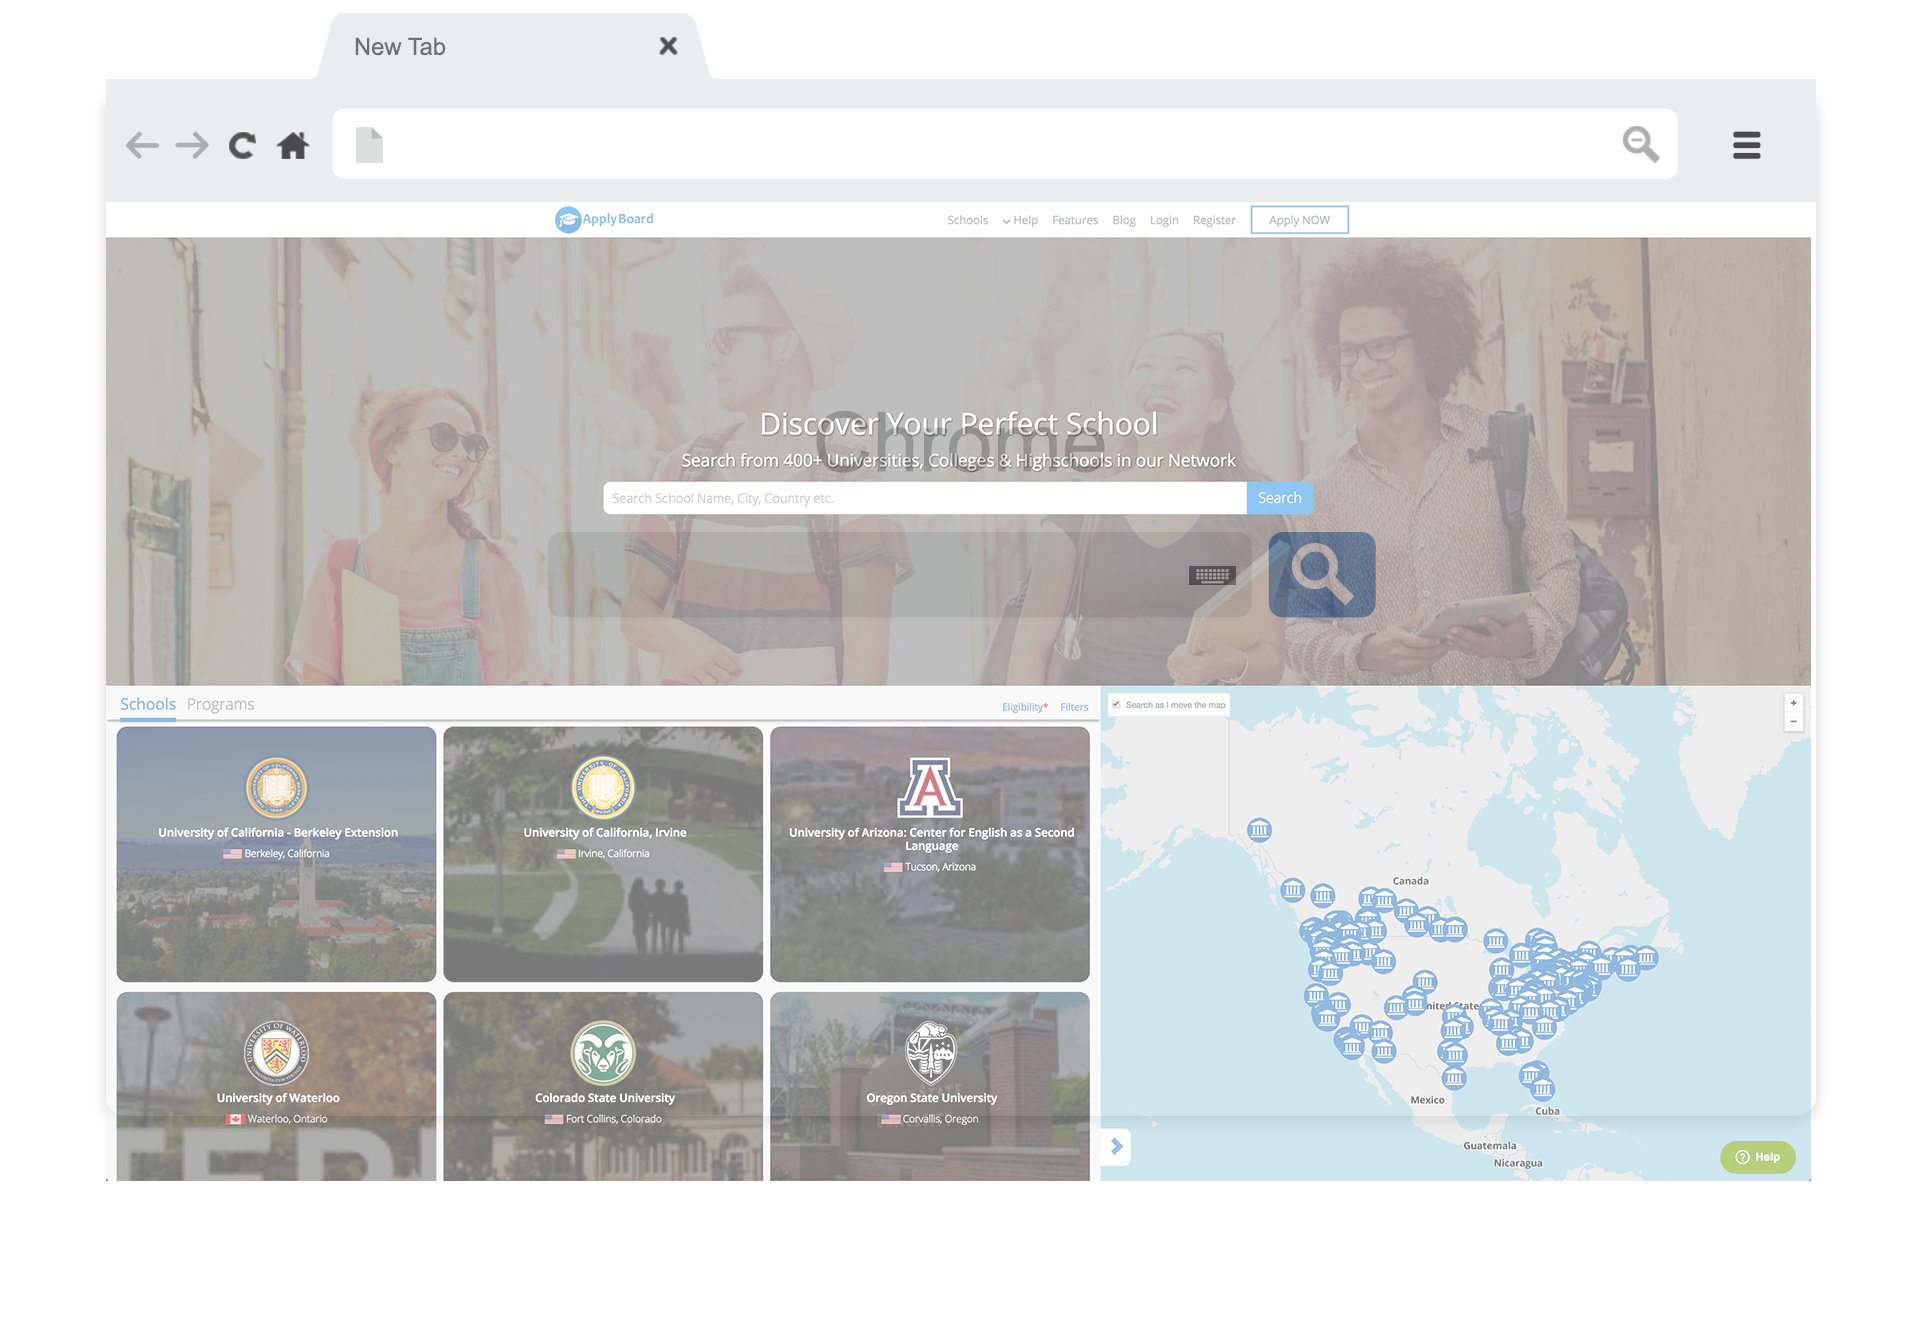 New Tab
ApplyBoard
Schools Help Features Blog Login Register Apply NOW
Chrome
Discover Your Perfect School
Search from 400+ Universities, Colleges & Highschools in our Network
Search School Name, City, Country etc. Search
Schools Programs Eligibility* Filters
Search as I move the map
+
-
University of California - Berkeley Extension
Berkeley, California
University of California, Irvine
Irvine, California
University of Arizona: Center for English as a Second
Language
Tucson, Arizona
University of Waterloo
Waterloo, Ontario
Colorado State University
Fort Collins, Colorado
Oregon State University
Corvallis, Oregon
Canada
Mexico
Cuba
Guatemala
Nicaragua
Help